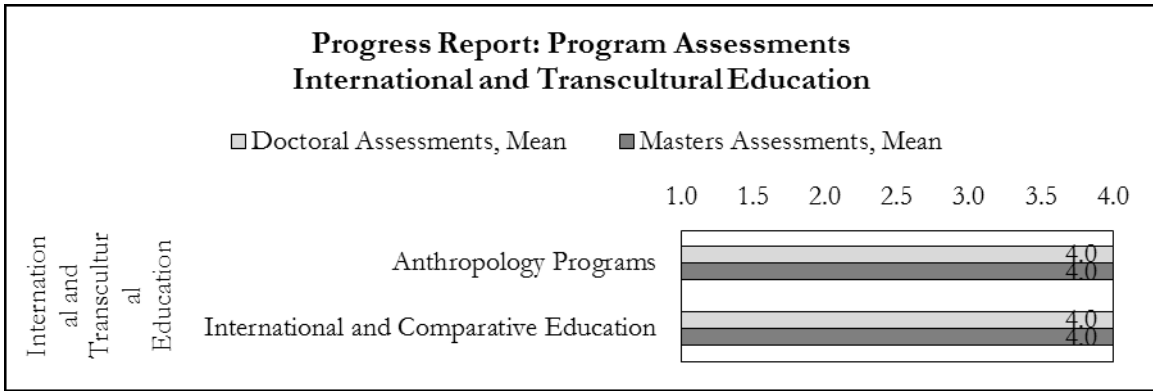 Progress Report: Program Assessments
International and Transcultural Education
Doctoral Assessments, Mean Masters Assessments, Mean
1.0 1.5 2.0 2.5 3.0 3.5 4.0
Internation
al and
Transcultur
al
Education
Anthropology Programs
4.0
4.0
International and Comparative Education
4.0
4.0